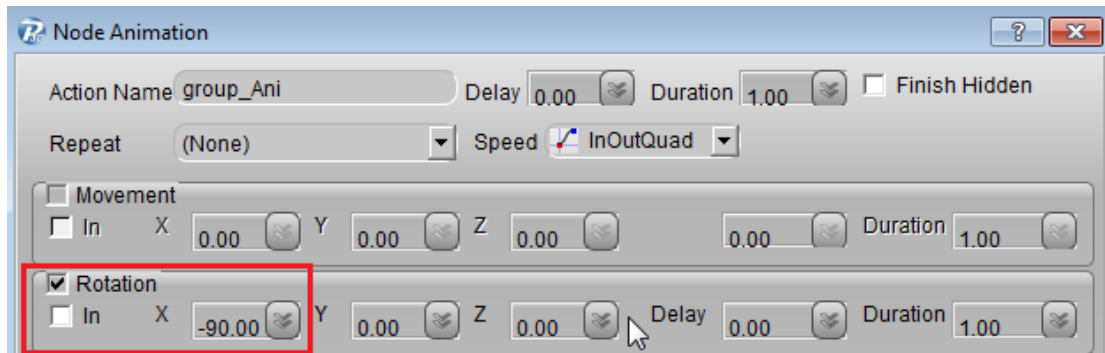 Node Animation
Action Name group_Ani Delay 0.00 Duration 1.00 Finish Hidden
Repeat (None) Speed InOutQuad
Movement
In X 0.00 Y 0.00 Z 0.00 0.00 Duration 1.00
Rotation
In X -90.00 Y 0.00 Z 0.00 Delay 0.00 Duration 1.00